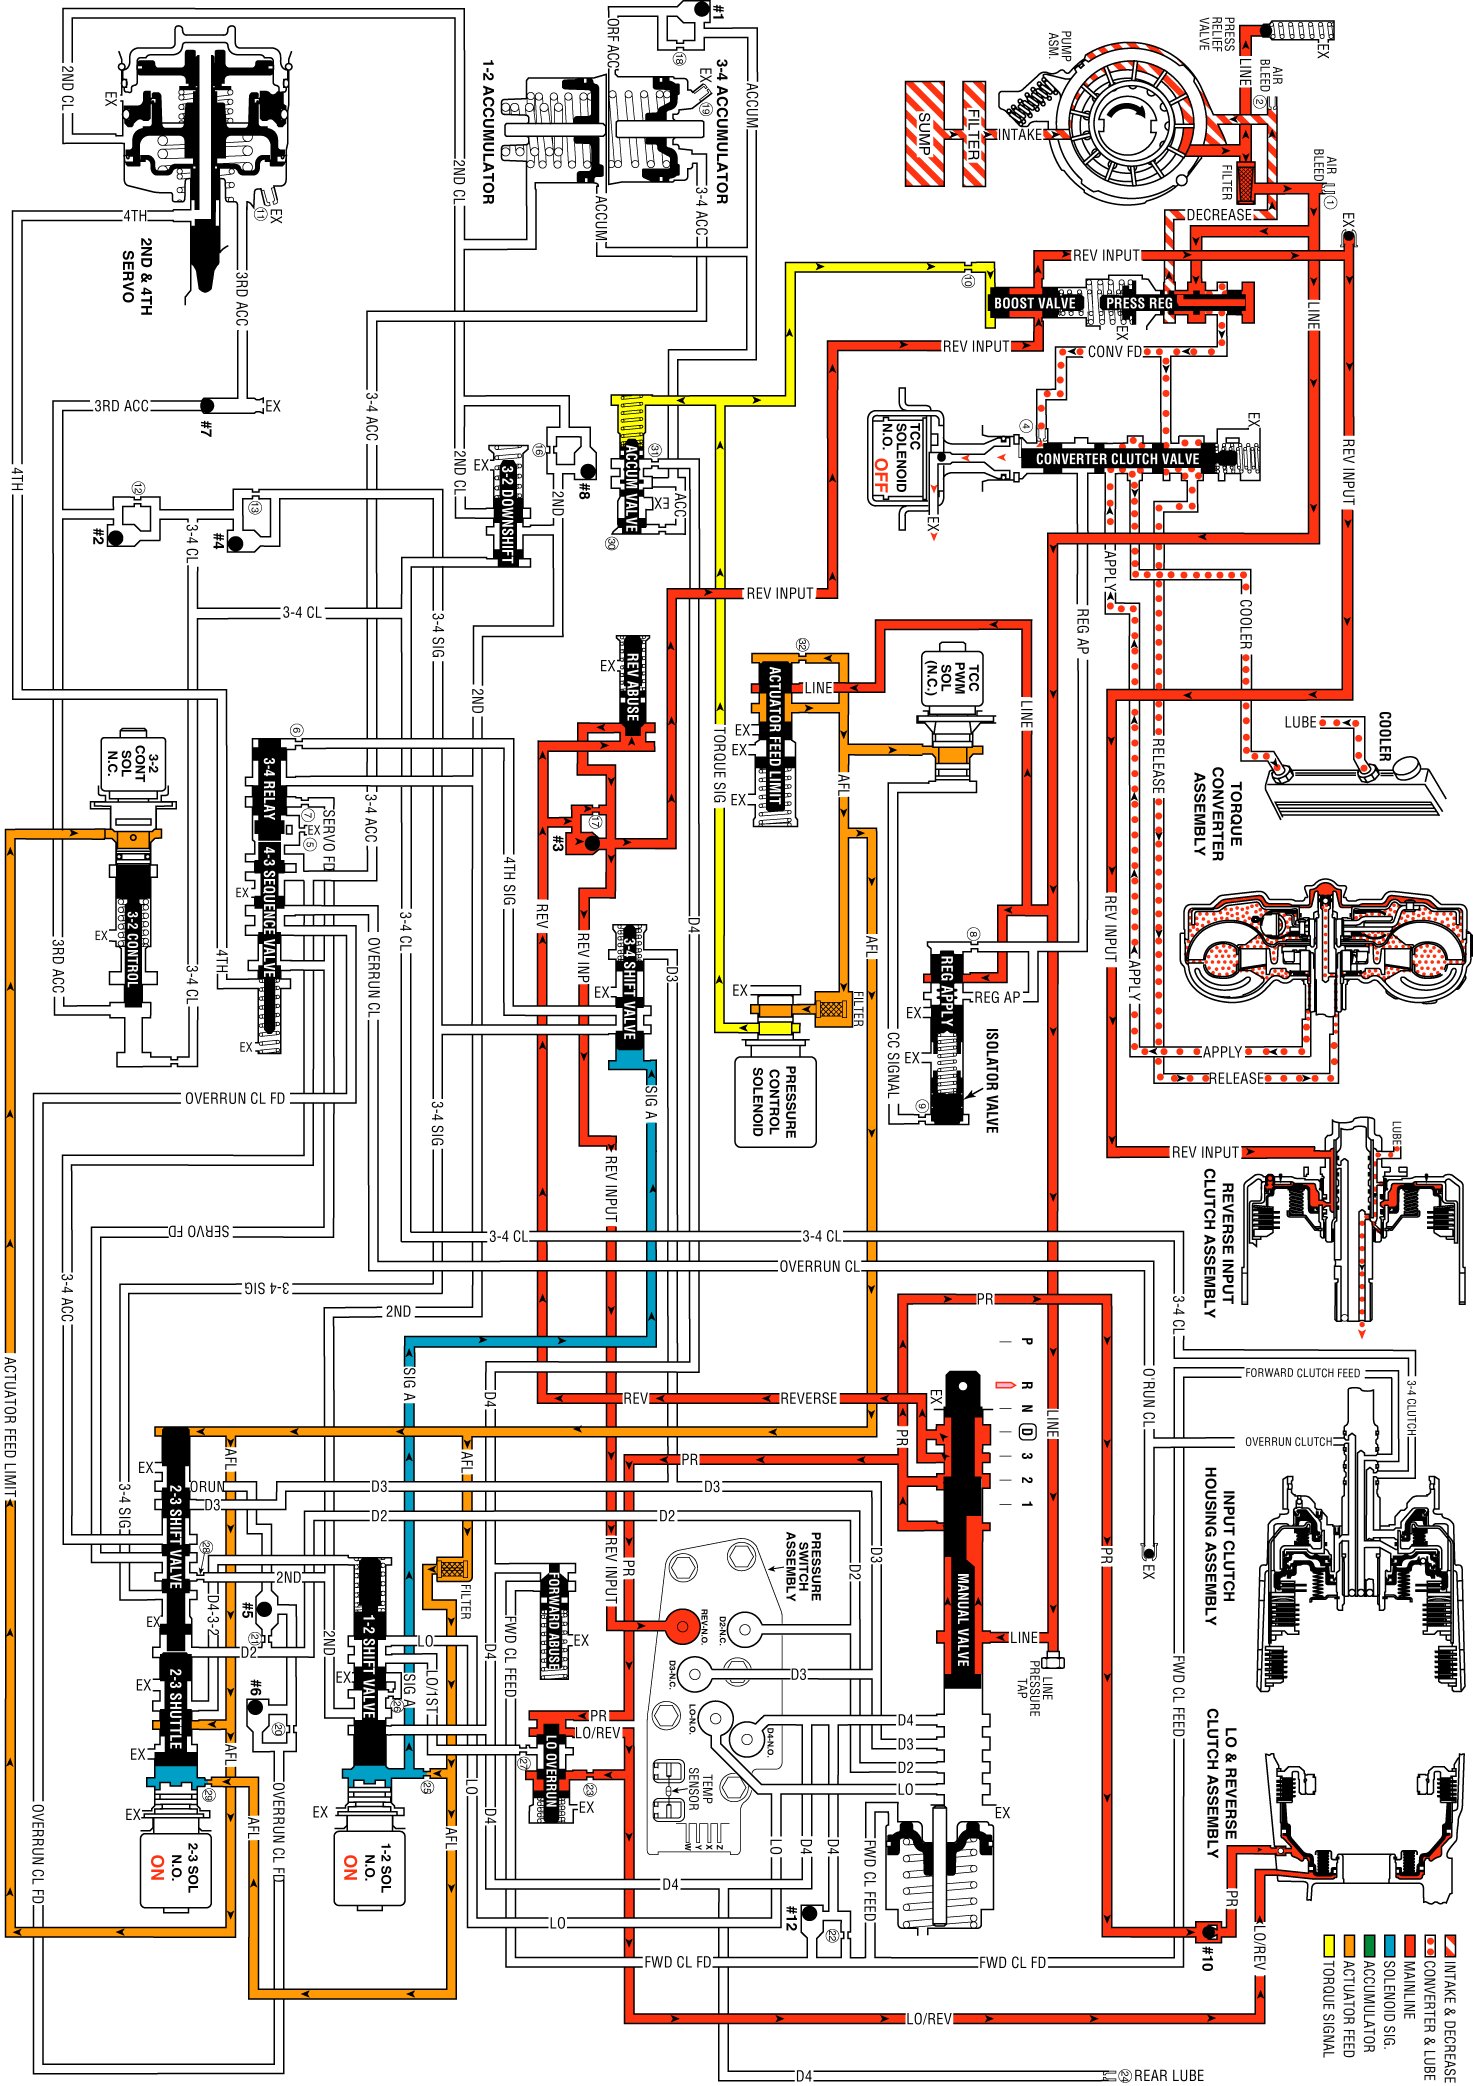 PRESS
RELIEF
VALVE
EX
LINE
AIR
BLEED
2
PUMP
ASM.
INTAKE
FILTER
SUMP
FILTER
AIR
BLEED
1
DECREASE
EX
REV INPUT
BOOST VALVE
PRESS REG
EX
10
REV INPUT
CONV FD
LINE
REV INPUT
TCC
SOLENOID
N.O.
OFF
EX
4
CONVERTER CLUTCH VALVE
EX
APPLY
COOLER
REG AP
RELEASE
COOLER
LUBE
TORQUE
CONVERTER
ASSEMBLY
REV INPUT
APPLY
APPLY
RELEASE
REV INPUT
LUBE
REVERSE INPUT
CLUTCH ASSEMBLY
3-4 CL
FORWARD CLUTCH FEED
3-4 CLUTCH
O'RUN CL
OVERRUN CLUTCH
INPUT CLUTCH
HOUSING ASSEMBLY
EX
FWD CL FEED
LO & REVERSE
CLUTCH ASSEMBLY
PR
LO/REV
#10
INTAKE & DECREASE
CONVERTER & LUBE
MAINLINE
SOLENOID SIG.
ACCUMULATOR
ACTUATOR FEED
TORQUE SIGNAL
#1
ORF ACC
18
EX
19
3-4 ACCUMULATOR
1-2 ACCUMULATOR
ACCUM
ACCUM
3-4 ACC
2ND CL
2ND CL
EX
EX
11
4TH
2ND & 4TH
SERVO
3RD ACC
3RD ACC
EX
#7
4TH
3-4 ACC
2ND CL
16
#8
2ND
EX
3-2 DOWNSHIFT
31
ACCUM VALVE
EX
ACC
30
12
#2
13
#4
3-4 CL
3-4 CL
3-4 SIG
REV INPUT
EX
REV ABUSE
32
LINE
ACTUATOR FEED LIMIT
EX
EX
EX
TCC
PWM
SOL
(N.C.)
LINE
TORQUE SIG
AFL
2ND
3-2
CONT
SOL
N.C.
6
3-4 RELAY
SERVO FD
7
EX
5
4-3 SEQUENCE VALVE
EX
EX
3-4 ACC
4TH SIG
17
#3
D4
REV
REV INP
AFL
3-2 CONTROL
EX
3RD ACC
3-4 CL
4TH
OVERRUN CL
3-4 CL
3-4 SHIFT VALVE
EX
D3
EX
FILTER
PRESSURE
CONTROL
SOLENOID
8
REG APPLY
REG AP
EX
ISOLATOR VALVE
CC SIGNAL
9
OVERRUN CL FD
3-4 SIG
SIG A
REV INPUT
SERVO FD
3-4 CL
3-4 CL
OVERRUN CL
3-4 SIG
3-4 ACC
2ND
SIG A
PR
P
R
N
D
3
2
1
LINE
PR
D4
REV
REVERSE
EX
PR
PR
ACTUATOR FEED LIMIT
AFL
AFL
EX
ORUN
D3
D3
D3
D2
D2
3-4 SIG
2-3 SHIFT VALVE
28
2ND
D4-3-2
#5
21
EX
D2
2ND
1-2 SHIFT VALVE
EX
26
LO
LO/1ST
SIG A
FILTER
FORWARD ABUSE
EX
FWD CL FEED
D4
REV INPUT
PR
PRESSURE
SWITCH
ASSEMBLY
REV-N.O.
D2-N.C.
D3-N.C.
LO-N.O.
D4-N.O.
TEMP
SENSOR
W
Y
X
Z
D2
D3
D3
MANUAL VALVE
LINE
LINE
PRESSURE
TAP
D4
D3
D2
LO
EX
EX
2-3 SHUTTLE
EX
#6
20
AFL
29
EX
2-3 SOL
N.O.
ON
AFL
OVERRUN CL FD
OVERRUN CL FD
EX
1-2 SOL
N.O.
ON
25
AFL
LO
D4
PR
LO/REV
LO OVERRUN
27
23
EX
LO
D4
D4
D4
LO
#12
22
FWD CL FEED
FWD CL FD
FWD CL FD
LO/REV
D4
24
REAR LUBE